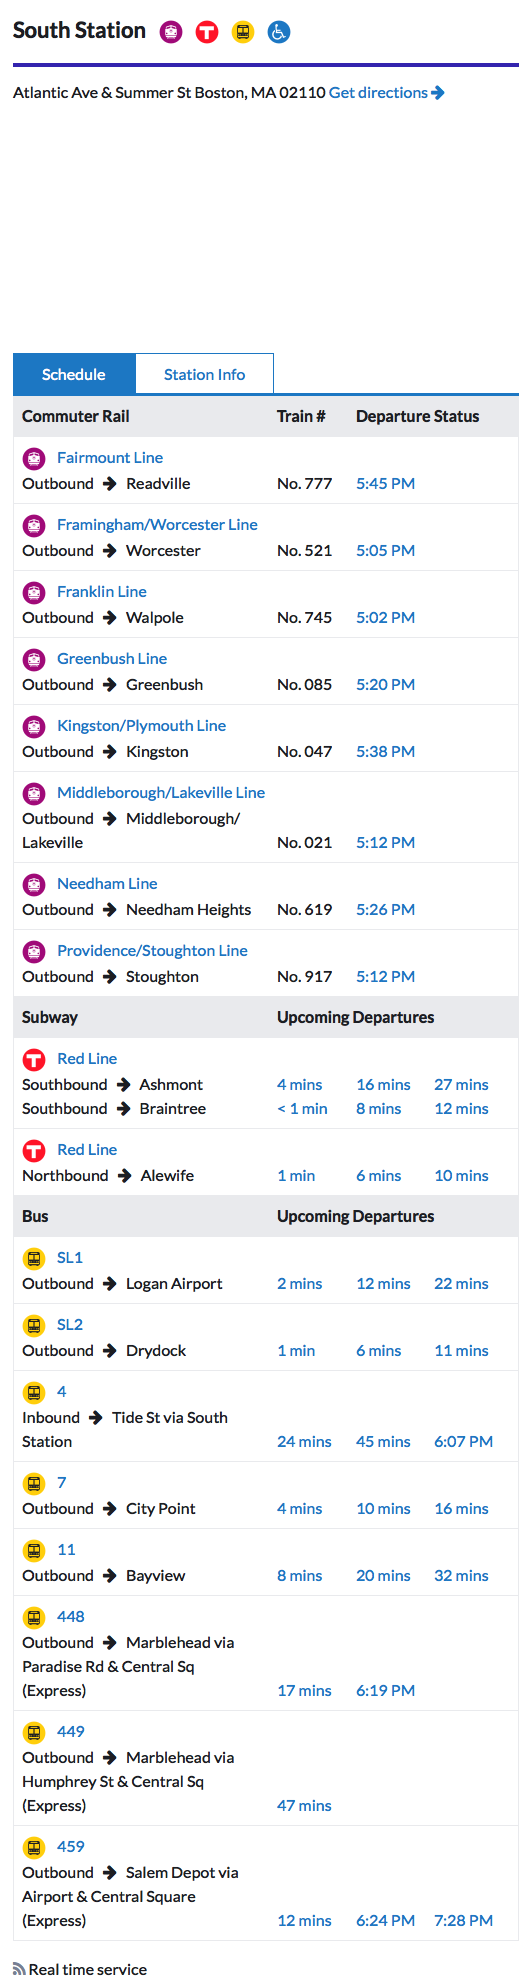 South Station
Atlantic Ave & Summer St Boston, MA 02110 Get directions
Schedule Station Info
Commuter Rail Train # Departure Status
Fairmount Line
Outbound Readville No. 777 5:45 PM
Framingham/Worcester Line
Outbound Worcester No. 521 5:05 PM
Franklin Line
Outbound Walpole No. 745 5:02 PM
Greenbush Line
Outbound Greenbush No. 085 5:20 PM
Kingston/Plymouth Line
Outbound Kingston No. 047 5:38 PM
Middleborough/Lakeville Line
Outbound Middleborough/
Lakeville No. 021 5:12 PM
Needham Line
Outbound Needham Heights No. 619 5:26 PM
Providence/Stoughton Line
Outbound Stoughton No. 917 5:12 PM
Subway Upcoming Departures
T Red Line
Southbound Ashmont 4 mins 16 mins 27 mins
Southbound Braintree < 1 min 8 mins 12 mins
T Red Line
Northbound Alewife 1 min 6 mins 10 mins
Bus Upcoming Departures
SL1
Outbound Logan Airport 2 mins 12 mins 22 mins
SL2
Outbound Drydock 1 min 6 mins 11 mins
4
Inbound Tide St via South
Station 24 mins 45 mins 6:07 PM
7
Outbound City Point 4 mins 10 mins 16 mins
11
Outbound Bayview 8 mins 20 mins 32 mins
448
Outbound Marblehead via
Paradise Rd & Central Sq
(Express) 17 mins 6:19 PM
449
Outbound Marblehead via
Humphrey St & Central Sq
(Express) 47 mins
459
Outbound Salem Depot via
Airport & Central Square
(Express) 12 mins 6:24 PM 7:28 PM
Real time service